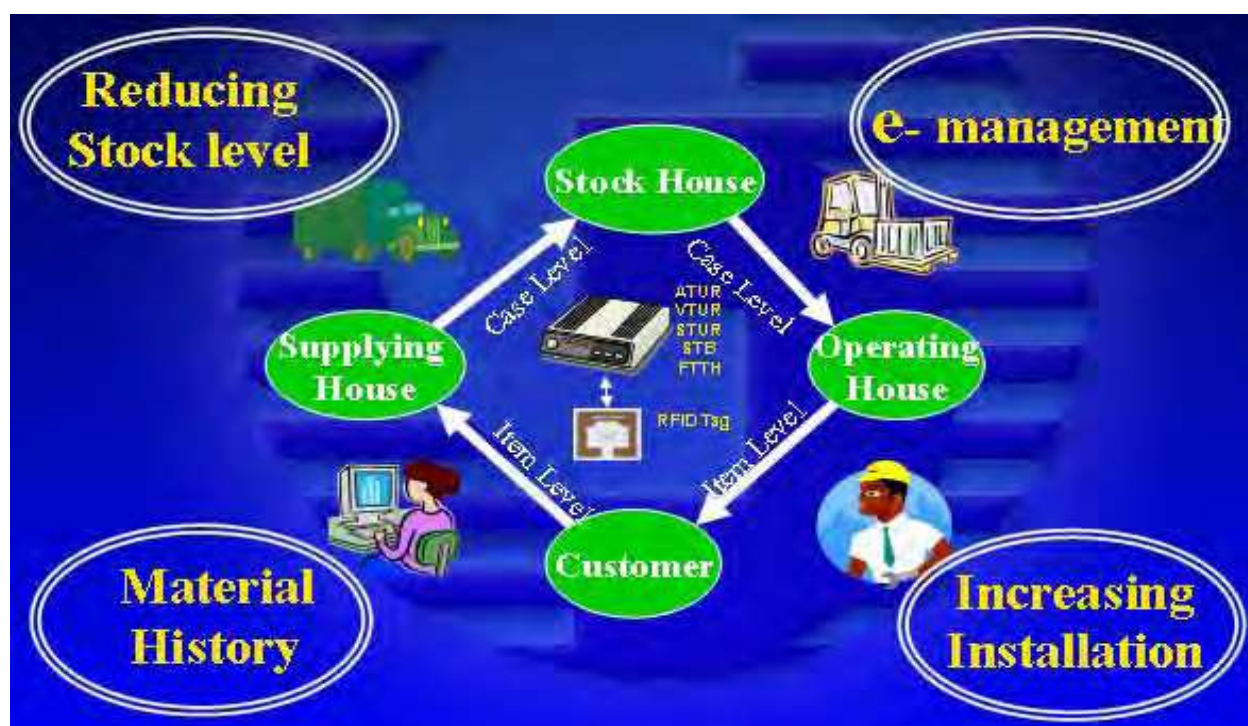 Reducing
Stock level
e- management
Stock House
Case Level
Case Level
ATUR
VTUR
STUR
STB
FTTH
Supplying
House
Operating
House
RFID Tag
Item Level
Item Level
Customer
Material
History
Increasing
Installation